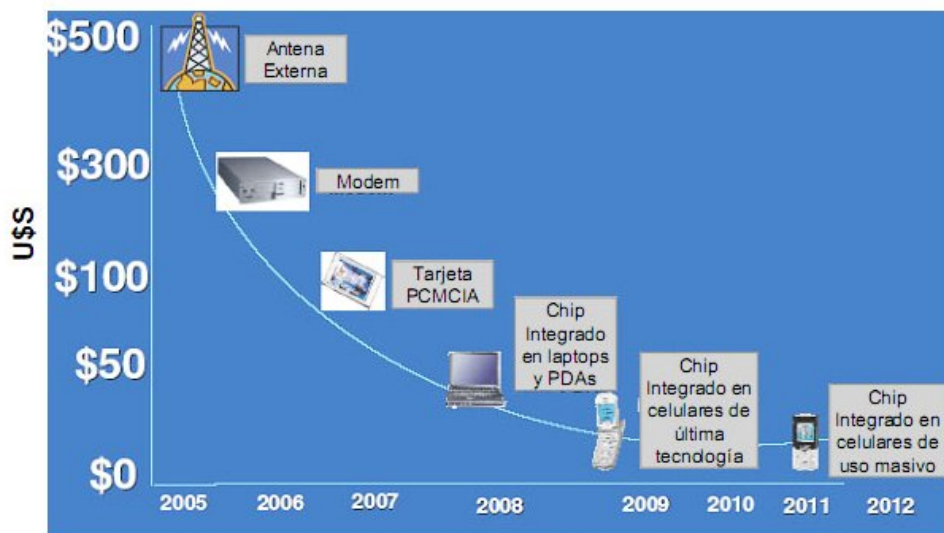 $500
$300
$100
$50
$0
U$S
Antena
Externa
Modem
Tarjeta
PCMCIA
Chip
Integrado
en laptops
y PDAs
Chip
Integrado en
celulares de
última
tecnología
Chip
Integrado en
celulares de
uso masivo
2005
2006
2007
2008
2009
2010
2011
2012